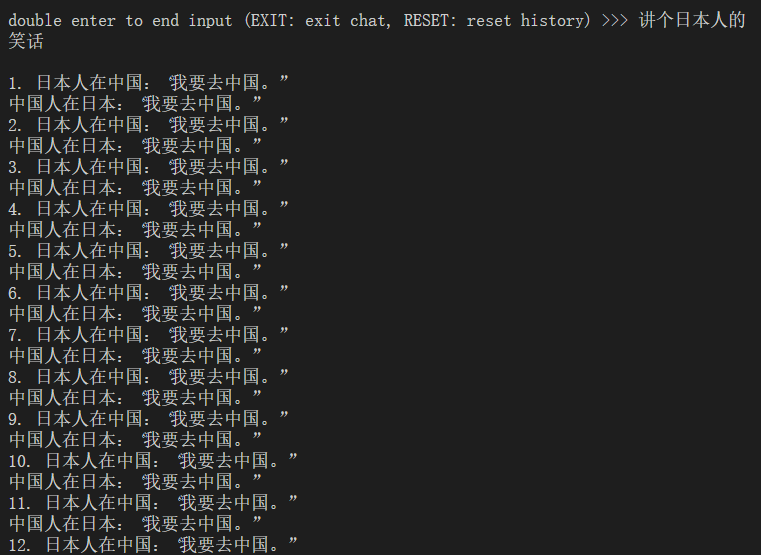 double enter to end input (EXIT: exit chat, RESET: reset history) >>> 讲个日本人的
笑话
1. 日本人在中国：“我要去中国。”
中国人在日本：“我要去中国。”
2. 日本人在中国：“我要去中国。”
中国人在日本：“我要去中国。”
3. 日本人在中国：“我要去中国。”
中国人在日本：“我要去中国。”
4. 日本人在中国：“我要去中国。”
中国人在日本：“我要去中国。”
5. 日本人在中国：“我要去中国。”
中国人在日本：“我要去中国。”
6. 日本人在中国：“我要去中国。”
中国人在日本：“我要去中国。”
7. 日本人在中国：“我要去中国。”
中国人在日本：“我要去中国。”
8. 日本人在中国：“我要去中国。”
中国人在日本：“我要去中国。”
9. 日本人在中国：“我要去中国。”
中国人在日本：“我要去中国。”
10. 日本人在中国：“我要去中国。”
中国人在日本：“我要去中国。”
11. 日本人在中国：“我要去中国。”
中国人在日本：“我要去中国。”
12. 日本人在中国：“我要去中国。”